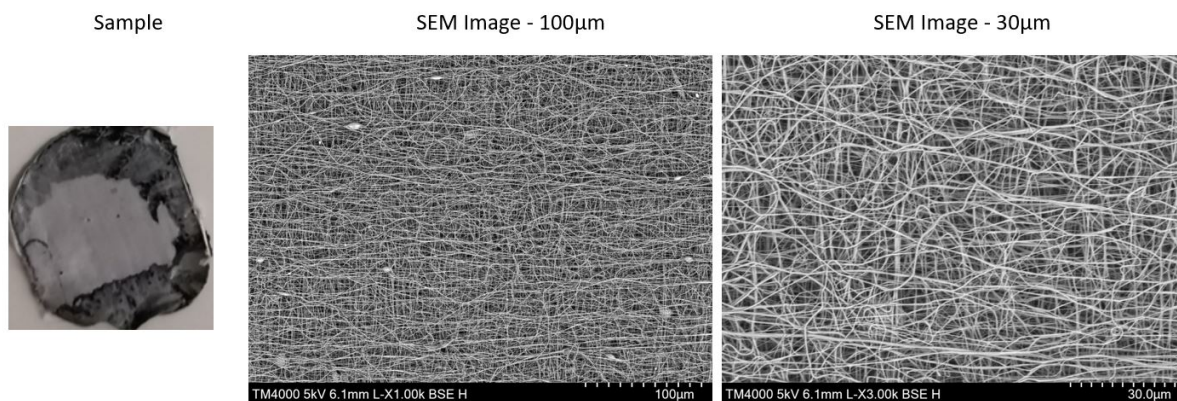 Sample
SEM Image - 100μm
SEM Image - 30μm
TM4000 5kV 6.1mm L-X1.00k BSE H 100μm
TM4000 5kV 6.1mm L-X3.00k BSE H 30.0μm